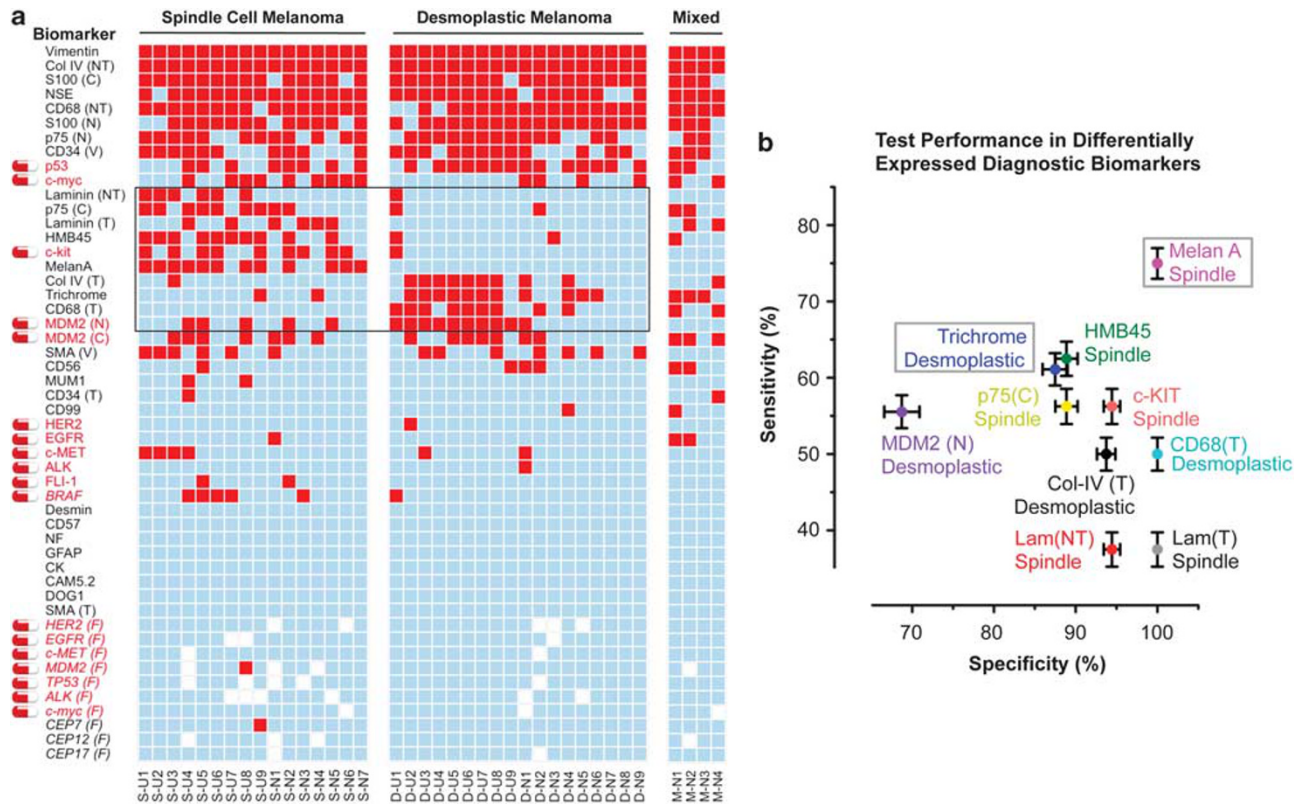 a
Spindle Cell Melanoma
Desmoplastic Melanoma
Mixed
Biomarker
Vimentin
Col IV (NT)
S100 (C)
NSE
CD68 (NT)
S100 (N)
p75 (N)
CD34 (V)
p53
c-myc
Laminin (NT)
p75 (C)
Laminin (T)
HMB45
c-kit
MelanA
Col IV (T)
Trichrome
CD68 (T)
MDM2 (N)
MDM2 (C)
SMA (V)
CD56
MUM1
CD34 (T)
CD99
HER2
EGFR
c-MET
ALK
FLI-1
BRAF
Desmin
CD57
NF
GFAP
CK
CAM5.2
DOG1
SMA (T)
HER2 (F)
EGFR (F)
c-MET (F)
MDM2 (F)
TP53 (F)
ALK (F)
c-myc (F)
CEP7 (F)
CEP12 (F)
CEP17 (F)
S-U1
S-U2
S-U3
S-U4
S-U5
S-U6
S-U7
S-U8
S-U9
S-N1
S-N2
S-N3
S-N4
S-N5
S-N6
S-N7
D-U1
D-U2
D-U3
D-U4
D-U5
D-U6
D-U7
D-U8
D-U9
D-N1
D-N2
D-N3
D-N4
D-N5
D-N6
D-N7
D-N8
D-N9
M-N1
M-N2
M-N3
M-N4
b
Test Performance in Differentially
Expressed Diagnostic Biomarkers
Sensitivity (%)
80
70
60
50
40
Melan A
Spindle
Trichrome
Desmoplastic
HMB45
Spindle
p75(C)
Spindle
c-KIT
Spindle
MDM2 (N)
Desmoplastic
CD68(T)
Desmoplastic
Col-IV (T)
Desmoplastic
Lam(NT)
Spindle
Lam(T)
Spindle
70
80
90
100
Specificity (%)